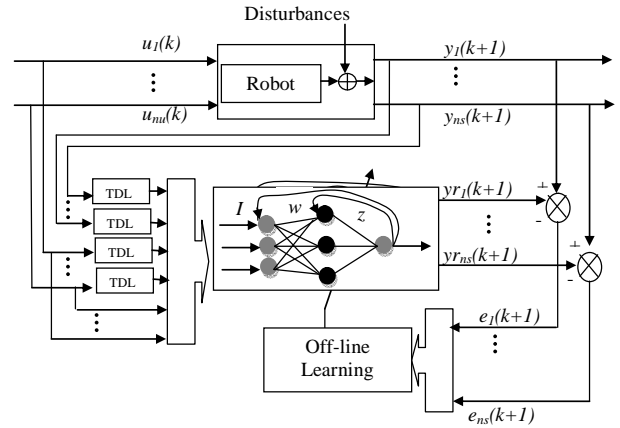 Disturbances
u1(k)
y1(k+1)
Robot
unu(k)
yns(k+1)
TDL
TDL
TDL
TDL
I
w
z
yr1(k+1)
yrns(k+1)
+
-
+
-
Off-line
Learning
e1(k+1)
ens(k+1)